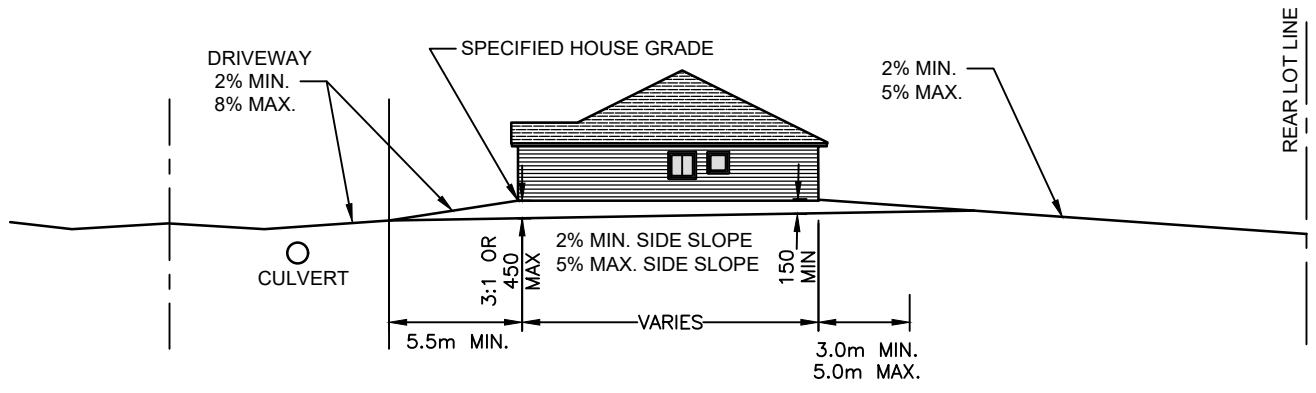 DRIVEWAY
2% MIN.
8% MAX.
SPECIFIED HOUSE GRADE
2% MIN.
5% MAX.
REAR LOT LINE
CULVERT
3:1 OR
450
MAX
2% MIN. SIDE SLOPE
5% MAX. SIDE SLOPE
150
MIN
5.5m MIN.
VARIES
3.0m MIN.
5.0m MAX.